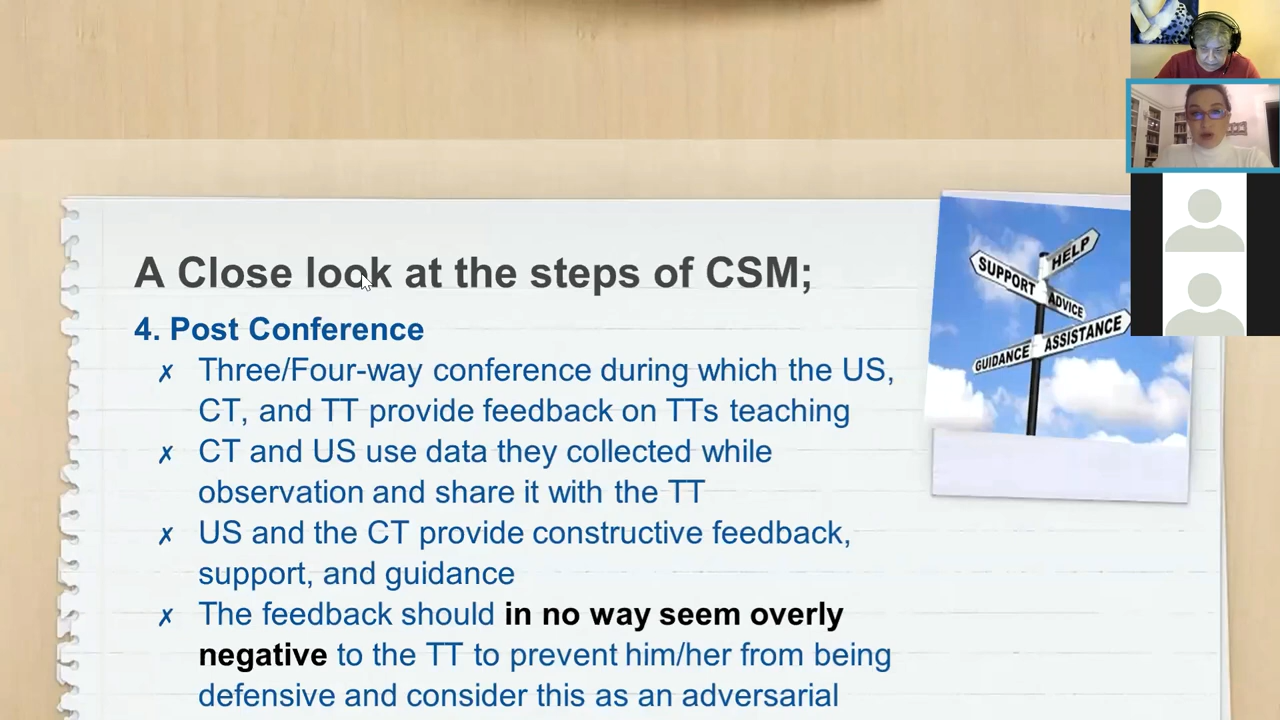 A Close look at the steps of CSM;
4. Post Conference
✗ Three/Four-way conference during which the US,
CT, and TT provide feedback on TTs teaching
✗ CT and US use data they collected while
observation and share it with the TT
✗ US and the CT provide constructive feedback,
support, and guidance
✗ The feedback should in no way seem overly
negative to the TT to prevent him/her from being
defensive and consider this as an adversarial
HELP
SUPPORT
ADVICE
GUIDANCE
ASSISTANCE